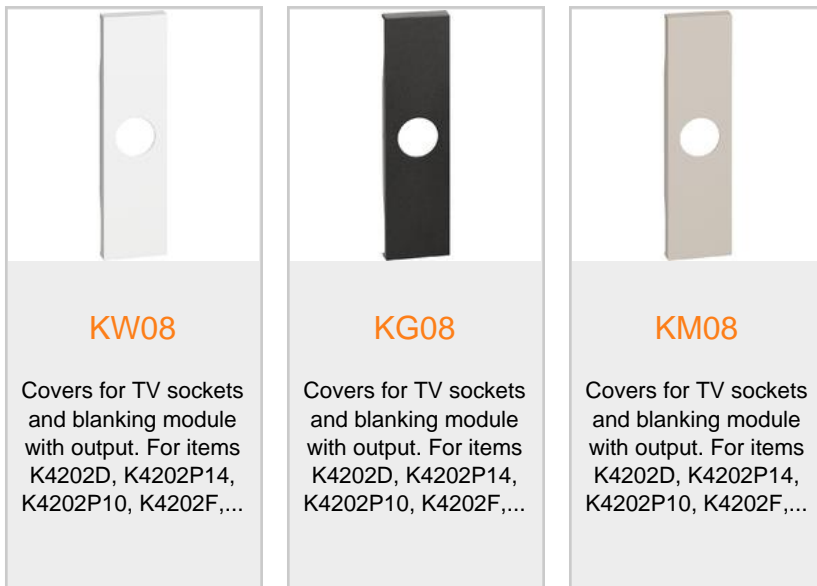 KW08
Covers for TV sockets
and blanking module
with output. For items
K4202D, K4202P14,
K4202P10, K4202F,...
KG08
Covers for TV sockets
and blanking module
with output. For items
K4202D, K4202P14,
K4202P10, K4202F,...
KM08
Covers for TV sockets
and blanking module
with output. For items
K4202D, K4202P14,
K4202P10, K4202F,...